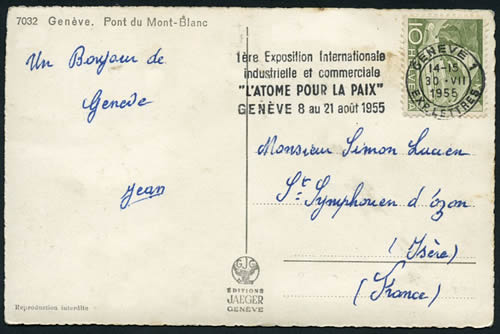 7032 Genève. Pont du Mont-Blanc
Un Bonjour de
Genève
Jean
Reproduction interdite
1ère Exposition Internationale
industrielle et commerciale
"L'ATOME POUR LA PAIX"
GENÈVE 8 au 21 août 1955
10
HELVETIA
GENÈVE 1
14-15
30.-VII
1955
EXP. LETTRES
Monsieur Simon Lucien
St Symphorien d'ozon
(Isère)
(France)
JG
ÉDITIONS
JAEGER
GENÈVE